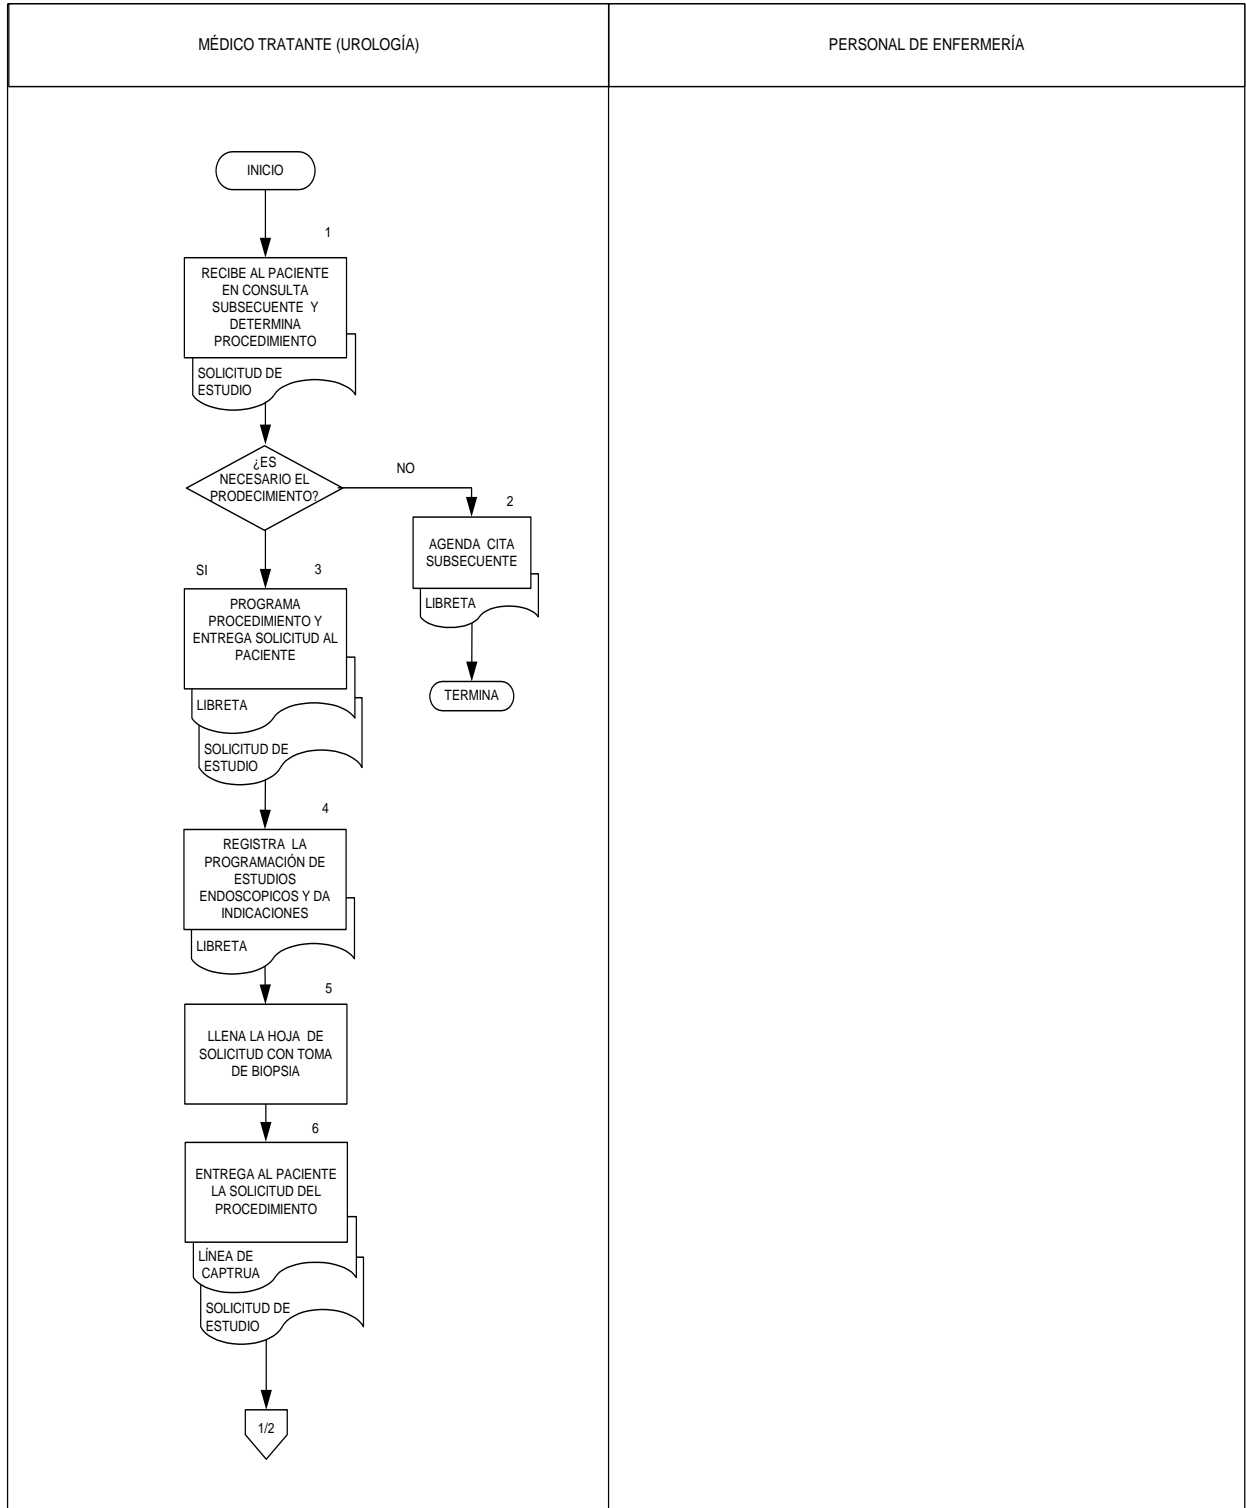 MÉDICO TRATANTE (UROLOGÍA)
PERSONAL DE ENFERMERÍA
INICIO
1
RECIBE AL PACIENTE
EN CONSULTA
SUBSECUENTE Y
DETERMINA
PROCEDIMIENTO
SOLICITUD DE
ESTUDIO
¿ES
NECESARIO EL
PRODECIMIENTO?
NO
2
AGENDA CITA
SUBSECUENTE
LIBRETA
TERMINA
SI
3
PROGRAMA
PROCEDIMIENTO Y
ENTREGA SOLICITUD AL
PACIENTE
LIBRETA
SOLICITUD DE
ESTUDIO
4
REGISTRA LA
PROGRAMACIÓN DE
ESTUDIOS
ENDOSCOPICOS Y DA
INDICACIONES
LIBRETA
5
LLENA LA HOJA DE
SOLICITUD CON TOMA
DE BIOPSIA
6
ENTREGA AL PACIENTE
LA SOLICITUD DEL
PROCEDIMIENTO
LÍNEA DE
CAPTRUA
SOLICITUD DE
ESTUDIO
1/2